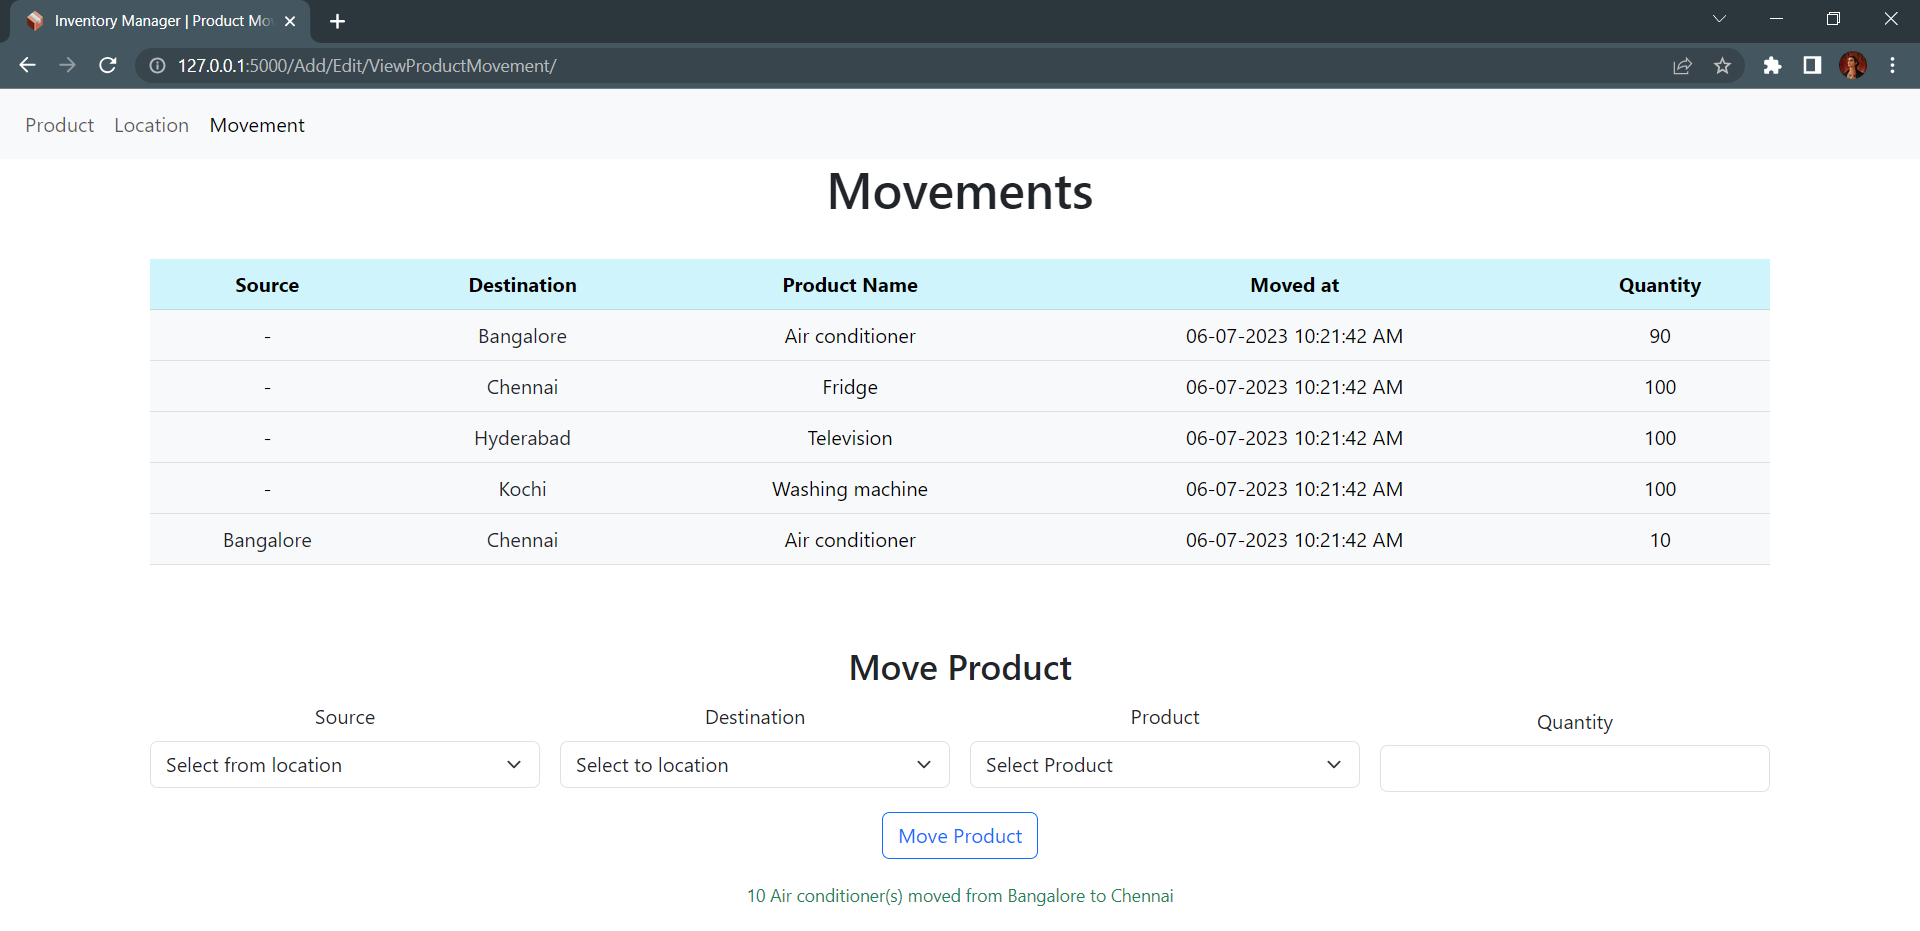 Inventory Manager | Product Mo
127.0.0.1:5000/Add/Edit/ViewProductMovement/
Product Location Movement
Movements
Source Destination Product Name Moved at Quantity
- Bangalore Air conditioner 06-07-2023 10:21:42 AM 90
- Chennai Fridge 06-07-2023 10:21:42 AM 100
- Hyderabad Television 06-07-2023 10:21:42 AM 100
- Kochi Washing machine 06-07-2023 10:21:42 AM 100
Bangalore Chennai Air conditioner 06-07-2023 10:21:42 AM 10
Move Product
Source Destination Product Quantity
Select from location Select to location Select Product
Move Product
10 Air conditioner(s) moved from Bangalore to Chennai